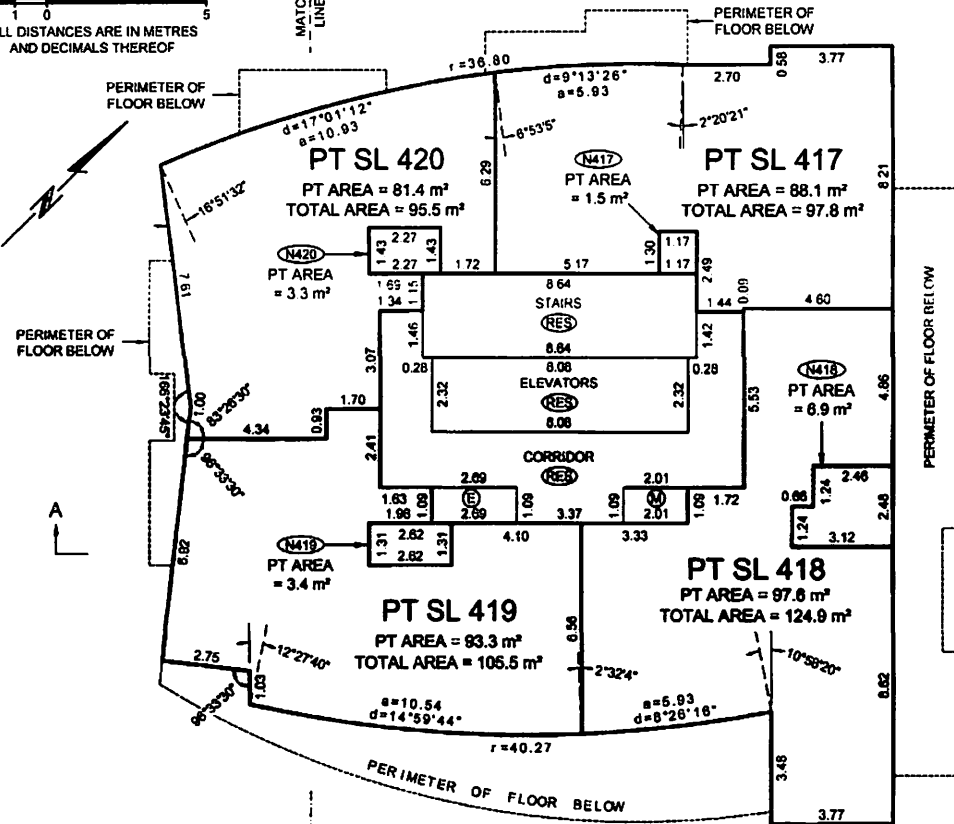 1 0 5
LL DISTANCES ARE IN METRES
AND DECIMALS THEREOF
LINE
PERIMETER OF
FLOOR BELOW
PERIMETER OF
FLOOR BELOW
r=36.80
d=9°13'26"
a=5.93
2.70
0.58
3.77
d=17°01'12"
a=10.93
6°53'5"
2°20'21"
16°51'32"
PT SL 420
PT AREA = 81.4 m²
TOTAL AREA = 95.5 m²
6.29
N417
PT AREA
= 1.5 m²
PT SL 417
PT AREA = 88.1 m²
TOTAL AREA = 97.8 m²
8.21
N420
PT AREA
= 3.3 m²
1.43
2.27
1.43
2.27
1.72
5.17
1.30
1.17
1.17
2.49
7.61
1.69
1.15
1.34
8.64
STAIRS
RES
8.64
1.46
1.42
1.44
0.09
4.60
PERIMETER OF
FLOOR BELOW
3.07
0.28
8.08
ELEVATORS
RES
8.08
2.32
2.32
0.28
5.53
N418
PT AREA
= 6.9 m²
4.86
PERIMETER OF FLOOR BELOW
166°23'45"
1.00
83°26'30"
96°33'30"
4.34
0.93
1.70
2.41
CORRIDOR
RES
2.69
E
2.69
1.63
1.98
1.09
1.09
3.37
1.09
2.01
M
2.01
1.09
1.72
2.46
0.66
1.24
1.24
2.48
3.12
A
6.82
N419
PT AREA
= 3.4 m²
1.31
2.62
1.31
2.62
4.10
3.33
PT SL 418
PT AREA = 97.6 m²
TOTAL AREA = 124.9 m²
PT SL 419
PT AREA = 93.3 m²
TOTAL AREA = 105.5 m²
6.56
8.62
2.75
96°33'30"
1.03
12°27'40"
2°32'4"
10°58'20"
a=10.54
d=14°59'44"
a=5.93
d=8°26'16"
r=40.27
PERIMETER OF FLOOR BELOW
3.48
3.77